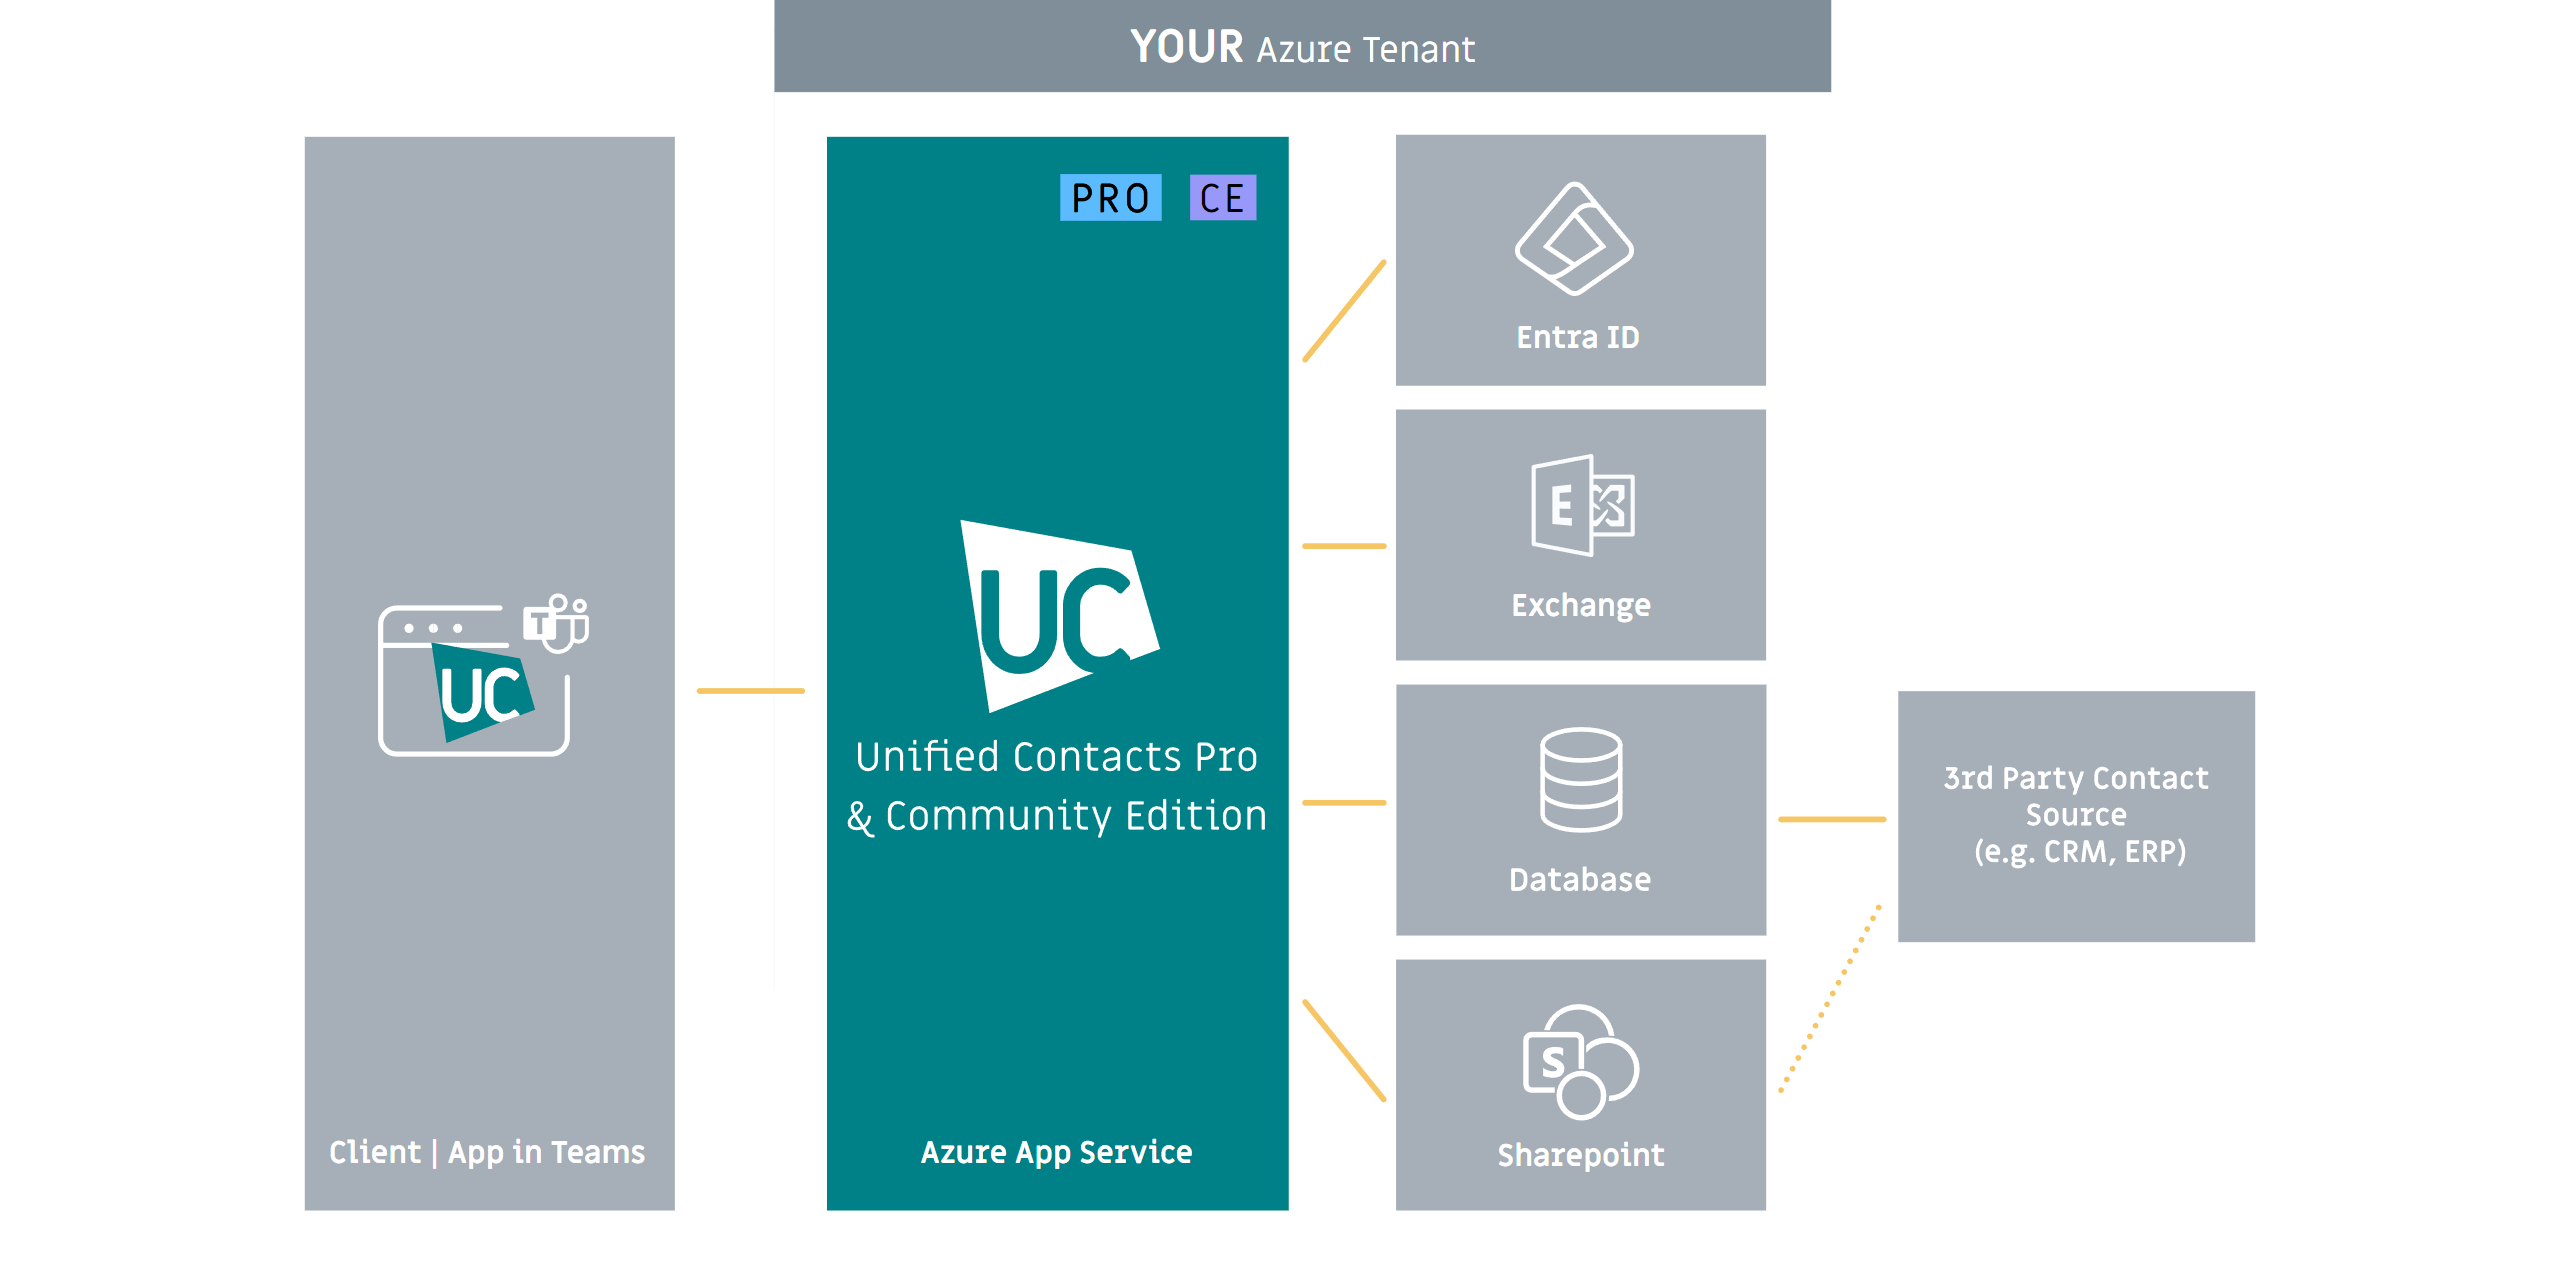 YOUR Azure Tenant
PRO CE
UC
Client | App in Teams
T
UC
Unified Contacts Pro
& Community Edition
Azure App Service
Entra ID
E
Exchange
Database
S
Sharepoint
3rd Party Contact
Source
(e.g. CRM, ERP)